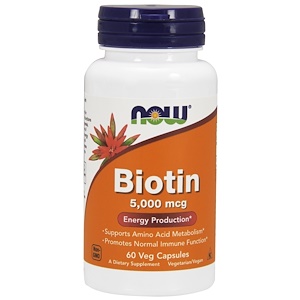 NOW
Biotin
5,000 mcg
Energy Production*
• Supports Amino Acid Metabolism*
• Promotes Normal Immune Function*
60 Veg Capsules
A Dietary Supplement Vegetarian/Vegan